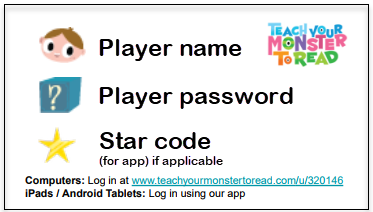 Player name
TEACH YOUR
MONSTER
TO READ
?
Player password
Star code
(for app) if applicable
Computers: Log in at www.teachyourmonstertoread.com/u/320146
iPads / Android Tablets: Log in using our app